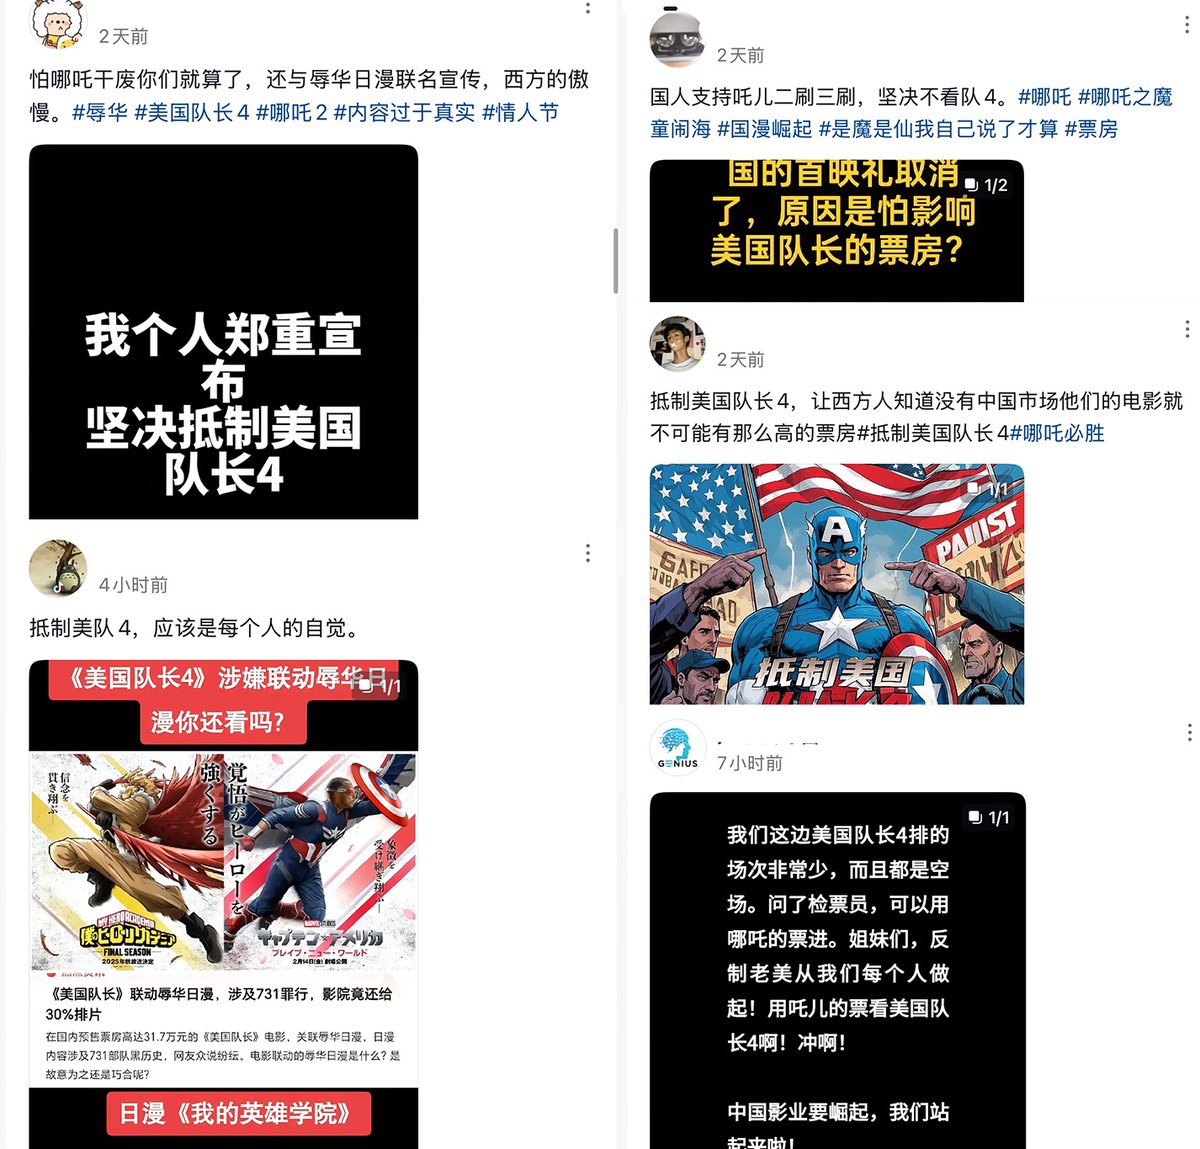 2天前
怕哪吒干废你们就算了，还与辱华日漫联名宣传，西方的傲
慢。#辱华 #美国队长4 #哪吒2 #内容过于真实 #情人节
我个人郑重宣
布
坚决抵制美国
队长4
4小时前
抵制美队4，应该是每个人的自觉。
《美国队长4》涉嫌联动辱华日
1/1
漫你还看吗？
信念を
貫き翔ぶ
強くする
覚悟がヒーローを
象徴を
受け継ぎ翔ぶ
MY HERO ACADEMIA
僕のヒーローアカデミア
FINAL SEASON
2025年秋放送決定
MARVEL STUDIOS
キャプテン・アメリカ
ブレイブ・ニュー・ワールド
2月14日(金) 劇場公開
《美国队长》联动辱华日漫，涉及731罪行，影院竟还给
30%排片
在国内预售票房高达31.7万元的《美国队长》电影，关联辱华日漫，日漫
内容涉及731部队黑历史，网友众说纷纭。电影联动的辱华日漫是什么？是
故意为之还是巧合呢？
日漫《我的英雄学院》
2天前
国人支持吒儿二刷三刷，坚决不看队4。#哪吒 #哪吒之魔
童闹海 #国漫崛起 #是魔是仙我自己说了才算 #票房
国的首映礼取消
1/2
了，原因是怕影响
美国队长的票房？
2天前
抵制美国队长4，让西方人知道没有中国市场他们的电影就
不可能有那么高的票房#抵制美国队长4#哪吒必胜
1/1
A
抵制美国
GENIUS
7小时前
1/1
我们这边美国队长4排的
场次非常少，而且都是空
场。问了检票员，可以用
哪吒的票进。姐妹们，反
制老美从我们每个人做
起！用吒儿的票看美国队
长4啊！冲啊！
中国影业要崛起，我们站
起来啦！